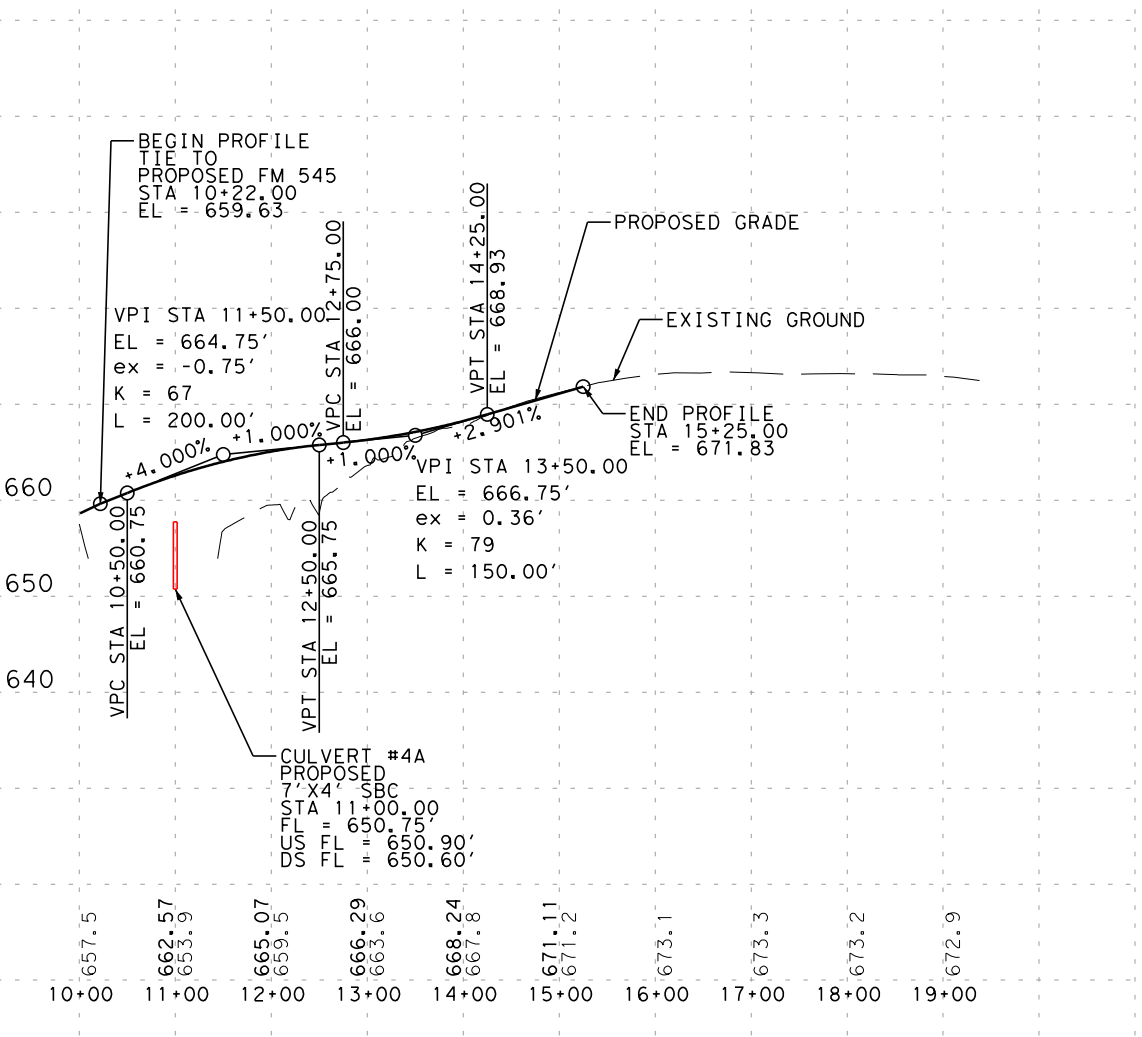 BEGIN PROFILE
TIE TO
PROPOSED FM 545
STA 10+22.00
EL = 659.63
VPI STA 11+50.00
EL = 664.75'
ex = -0.75'
K = 67
L = 200.00'
VPC STA 12+75.00
EL = 666.00
VPT STA 14+25.00
EL = 668.93
PROPOSED GRADE
EXISTING GROUND
END PROFILE
STA 15+25.00
EL = 671.83
+4.000%
+1.000%
+1.000%
+2.901%
VPI STA 13+50.00
EL = 666.75'
ex = 0.36'
K = 79
L = 150.00'
660
650
640
VPC STA 10+50.00
EL = 660.75
VPT STA 12+50.00
EL = 665.75
CULVERT #4A
PROPOSED
7'X4' SBC
STA 11+00.00
FL = 650.75'
US FL = 650.90'
DS FL = 650.60'
657.5
662.57
653.9
665.07
659.5
666.29
663.6
668.24
667.8
671.11
671.2
673.1
673.3
673.2
672.9
10+00 11+00 12+00 13+00 14+00 15+00 16+00 17+00 18+00 19+00